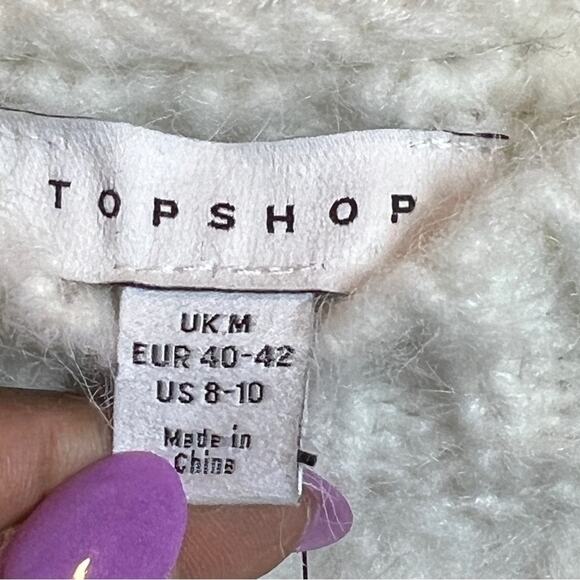 TOPSHOP
UK M
EUR 40-42
US 8-10
Made in
China